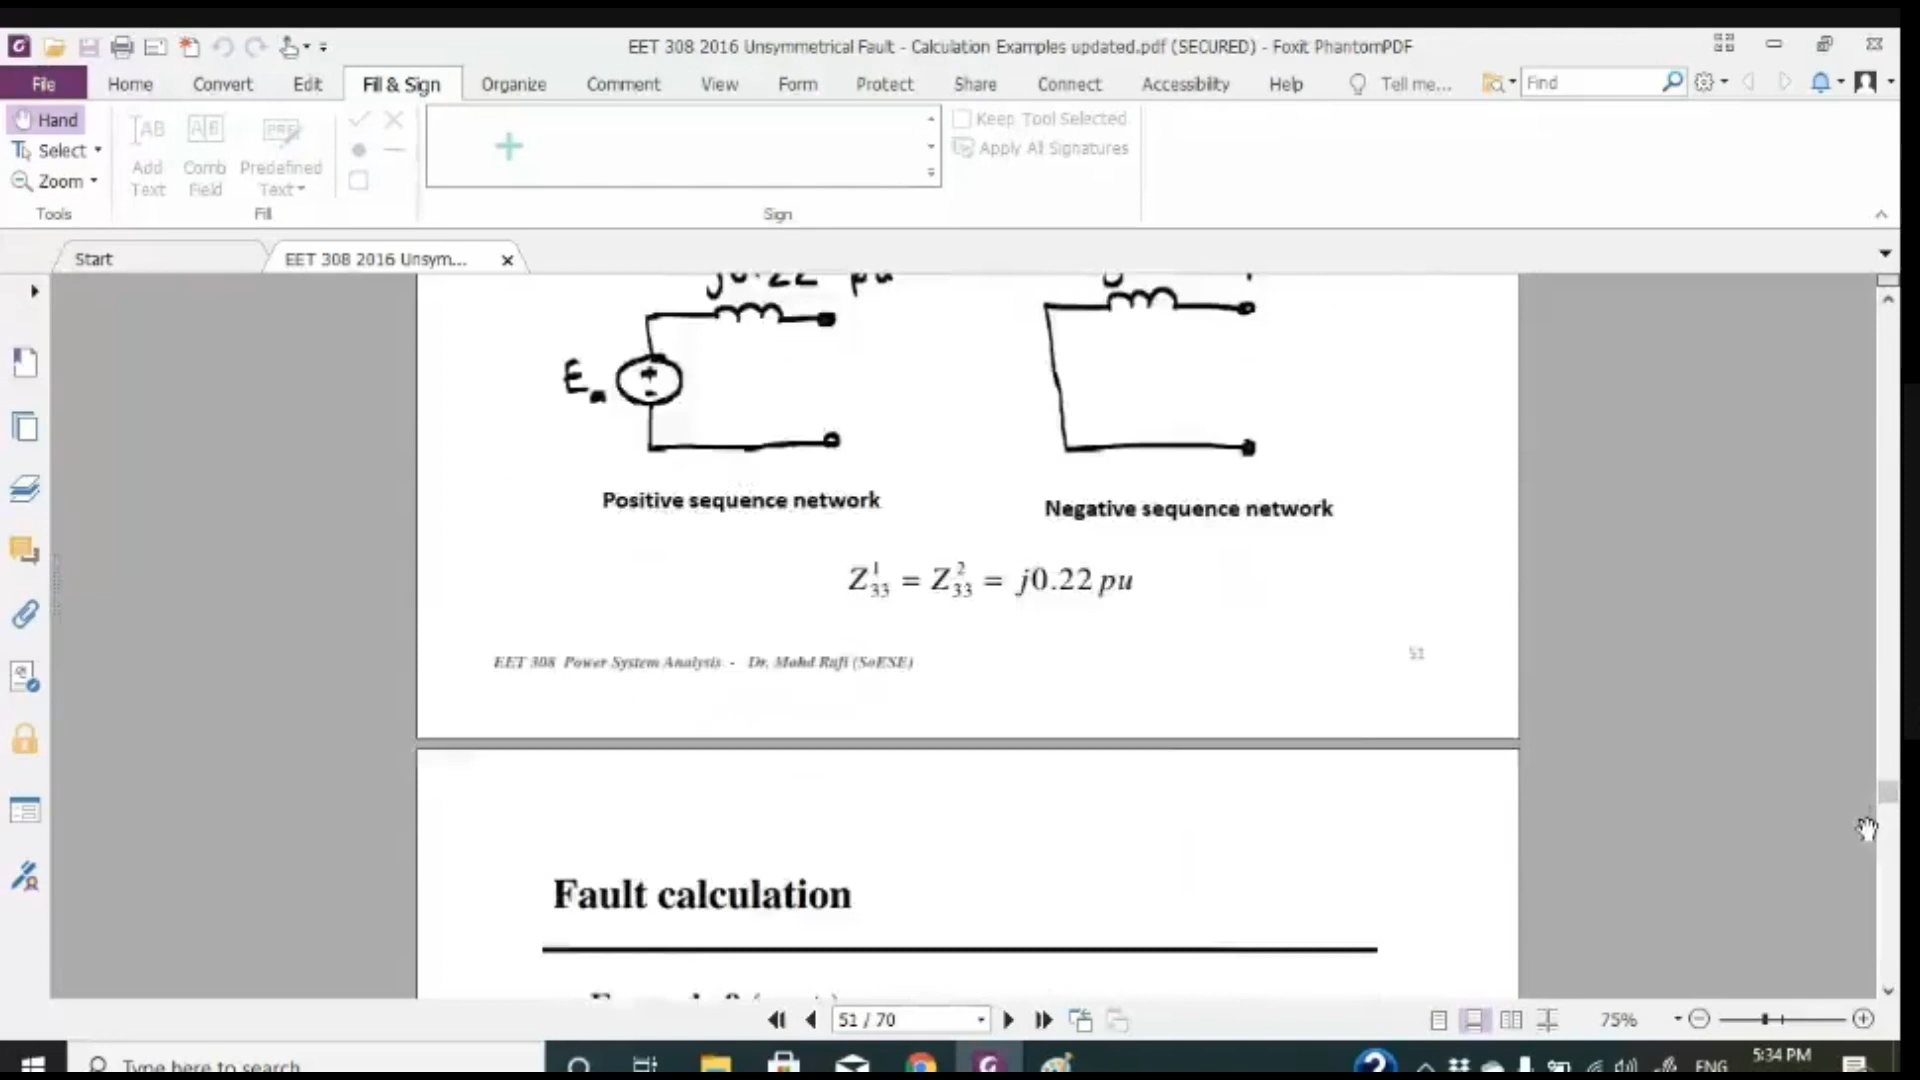 EET 308 2016 Unsymmetrical Fault - Calculation Examples updated.pdf (SECURED) - Foxit PhantomPDF
File Home Convert Edit Fill & Sign Organize Comment View Form Protect Share Connect Accessibility Help Tell me... Find
Hand
Select
Zoom
Tools
Add Text
Comb Field
Predefined Text
Fill
Keep Tool Selected
Apply All Signatures
Sign
Start
EET 308 2016 Unsym...
j0.22 pu
Ea
+
-
Positive sequence network
Negative sequence network
Z¹₃₃ = Z²₃₃ = j0.22 pu
EET 308 Power System Analysis - Dr. Mohd Rafi (SoESE)
51
Fault calculation
51 / 70
75%
Type here to search
ENG
5:34 PM